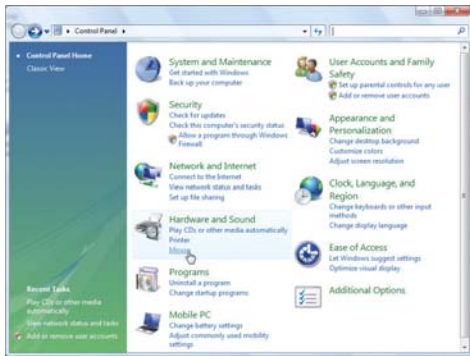 Control Panel
Control Panel Home
Classic View
System and Maintenance
Get started with Windows
Back up your computer
Security
Check for updates
Check this computer's security status
Allow a program through Windows
Firewall
Network and Internet
Connect to the Internet
View network status and tasks
Set up file sharing
Hardware and Sound
Play CDs or other media automatically
Printer
Mouse
Programs
Uninstall a program
Change startup programs
Mobile PC
Change battery settings
Adjust commonly used mobility
settings
User Accounts and Family
Safety
Set up parental controls for any user
Add or remove user accounts
Appearance and
Personalization
Change desktop background
Customize colors
Adjust screen resolution
Clock, Language, and
Region
Change keyboards or other input
methods
Change display language
Ease of Access
Let Windows suggest settings
Optimize visual display
Additional Options
Recent Tasks
Play CDs or other media
automatically
View network status and tasks
Add or remove user accounts